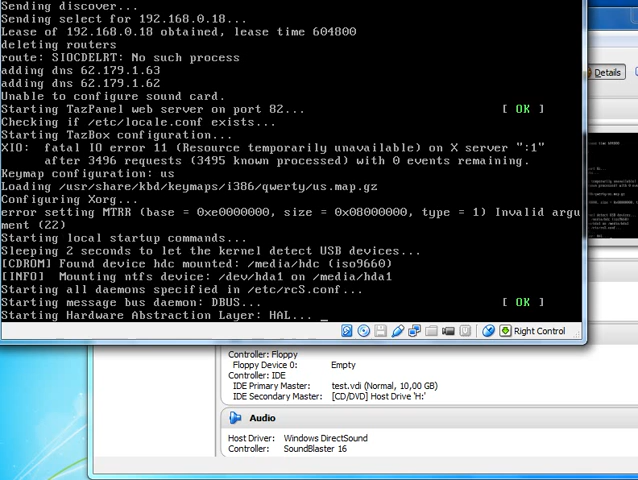 Sending discover...
Sending select for 192.168.0.18...
Lease of 192.168.0.18 obtained, lease time 604800
deleting routers
route: SIOCDELRT: No such process
adding dns 62.179.1.63
adding dns 62.179.1.62
Unable to configure sound card.
Starting TazPanel web server on port 82... [ OK ]
Checking if /etc/locale.conf exists...
Starting TazBox configuration...
XIO:  fatal IO error 11 (Resource temporarily unavailable) on X server ":1"
      after 3496 requests (3495 known processed) with 0 events remaining.
Keymap configuration: us
Loading /usr/share/kbd/keymaps/i386/qwerty/us.map.gz
Configuring Xorg...
error setting MTRR (base = 0xe0000000, size = 0x08000000, type = 1) Invalid argu
ment (22)
Starting local startup commands...
Sleeping 2 seconds to let the kernel detect USB devices...
[CDROM] Found device hdc mounted: /media/hdc (iso9660)
[INFO]  Mounting ntfs device: /dev/hda1 on /media/hda1
Starting all daemons specified in /etc/rcS.conf...
Starting message bus daemon: DBUS... [ OK ]
Starting Hardware Abstraction Layer: HAL... _
Right Control
Details
Controller: Floppy
Floppy Device 0: Empty
Controller: IDE
IDE Primary Master: test.vdi (Normal, 10,00 GB)
IDE Secondary Master: [CD/DVD] Host Drive 'H:'
Audio
Host Driver: Windows DirectSound
Controller: SoundBlaster 16